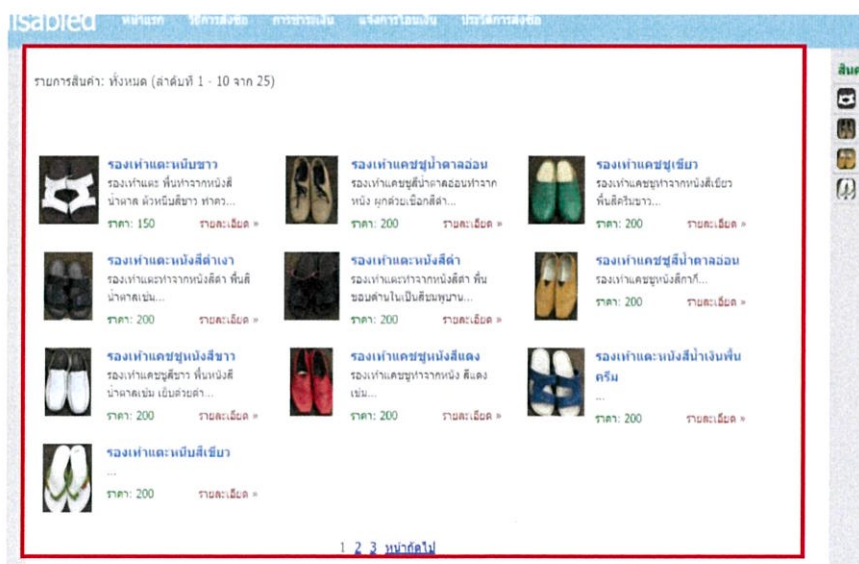 isabled
หน้าแรก วิธีการสั่งซื้อ การชำระเงิน แจ้งการโอนเงิน ประวัติการสั่งซื้อ
รายการสินค้า: ทั้งหมด (ลำดับที่ 1 - 10 จาก 25)
รองเท้าแตะหนีบขาว
รองเท้าแตะ พื้นทำจากหนังสี
น้ำตาล ตัวหนีบสีขาว ทำคว...
ราคา: 150 รายละเอียด »
รองเท้าแคชชูน้ำตาลอ่อน
รองเท้าแคชชูสีน้ำตาลอ่อนทำจาก
หนัง ผูกด้วยเชือกสีดำ...
ราคา: 200 รายละเอียด »
รองเท้าแคชชูเขียว
รองเท้าแคชชูทำจากหนังสีเขียว
พื้นสีครีมขาว...
ราคา: 200 รายละเอียด »
รองเท้าแตะหนังสีดำเงา
รองเท้าแตะทำจากหนังสีดำ พื้นสี
น้ำตาลเข่ม...
ราคา: 200 รายละเอียด »
รองเท้าแตะหนังสีดำ
รองเท้าแตะทำจากหนังสีดำ พื้น
ขอบด้านในเป็นสีชมพูบาน...
ราคา: 200 รายละเอียด »
รองเท้าแคชชูสีน้ำตาลอ่อน
รองเท้าแคชชูหนังสีกากี...
ราคา: 200 รายละเอียด »
รองเท้าแคชชูหนังสีขาว
รองเท้าแคชชูสีขาว พื้นหนังสี
น้ำตาลเข่ม เย็บด้วยด้า...
ราคา: 200 รายละเอียด »
รองเท้าแคชชูหนังสีแดง
รองเท้าแคชชูทำจากหนัง สีแดง
เข่ม...
ราคา: 200 รายละเอียด »
รองเท้าแตะหนังสีน้ำเงินพื้น
ครีม
...
ราคา: 200 รายละเอียด »
รองเท้าแตะหนีบสีเขียว
...
ราคา: 200 รายละเอียด »
1 2 3 หน้าถัดไป
สินค